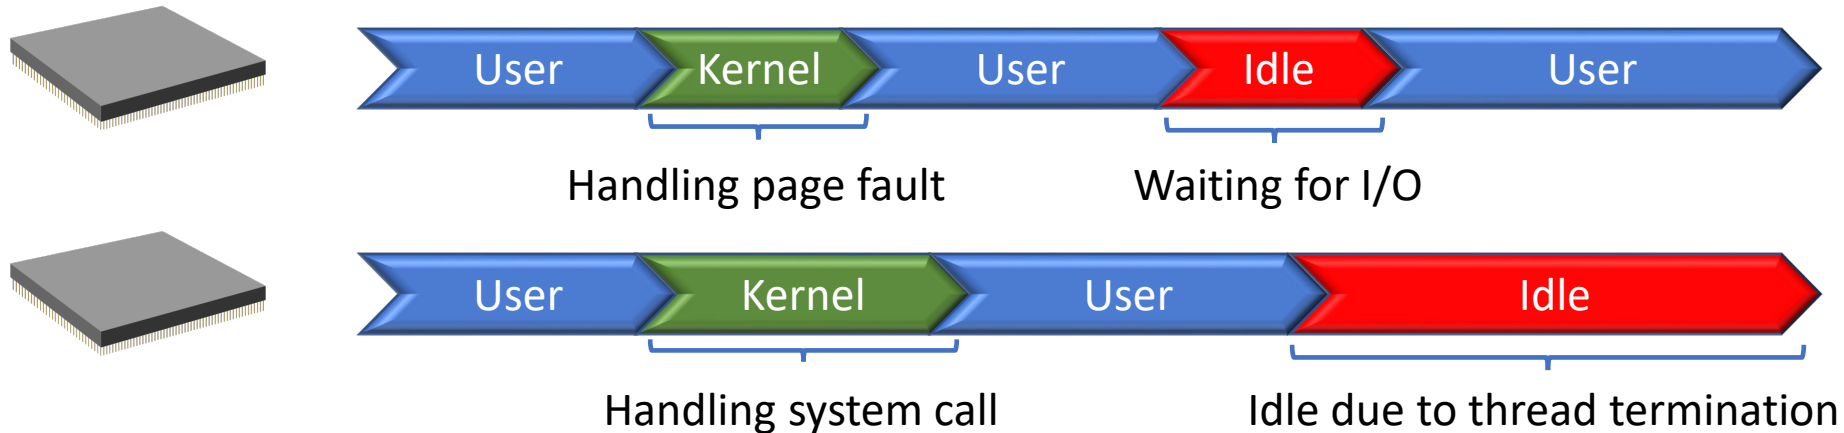 User Kernel User Idle User
Handling page fault Waiting for I/O
User Kernel User Idle
Handling system call Idle due to thread termination